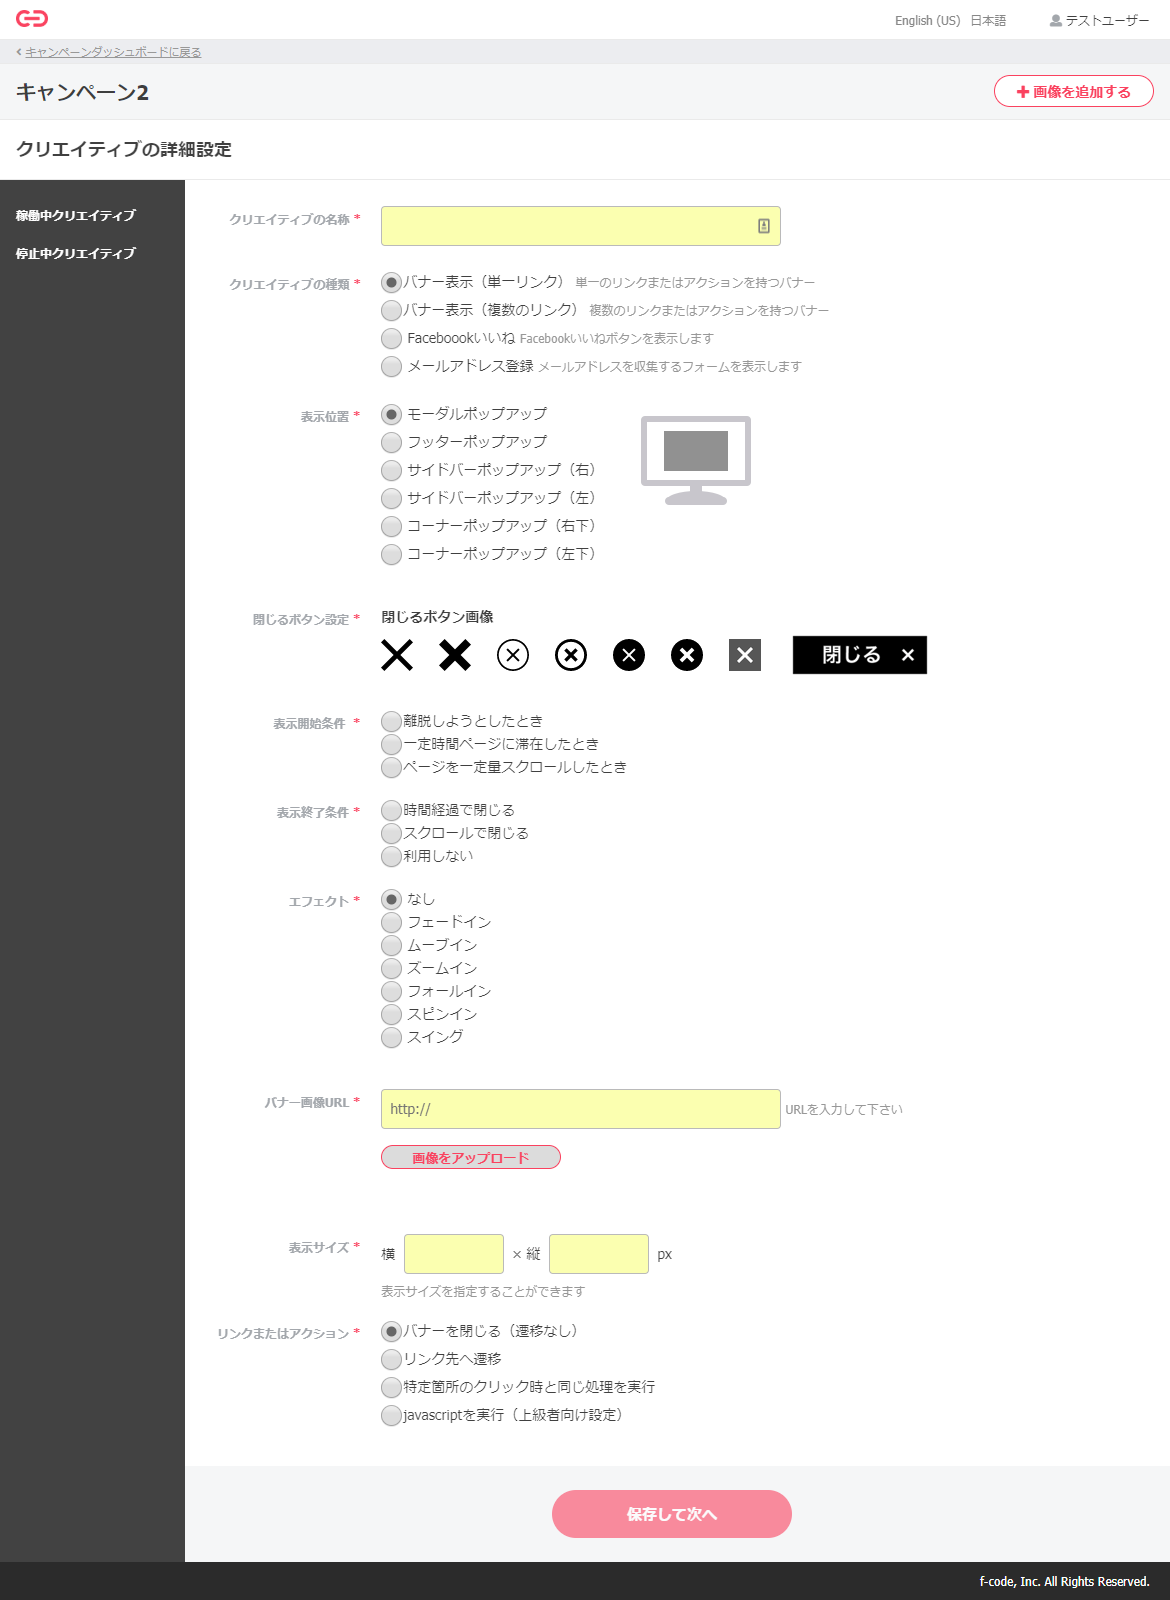 English (US) 日本語 テストユーザー
キャンペーンダッシュボードに戻る
キャンペーン2
画像を追加する
クリエイティブの詳細設定
稼働中クリエイティブ
停止中クリエイティブ
クリエイティブの名称 *
クリエイティブの種類 *
バナー表示（単一リンク） 単一のリンクまたはアクションを持つバナー
バナー表示（複数のリンク） 複数のリンクまたはアクションを持つバナー
Faceboookいいね Facebookいいねボタンを表示します
メールアドレス登録 メールアドレスを収集するフォームを表示します
表示位置 *
モーダルポップアップ
フッターポップアップ
サイドバーポップアップ（右）
サイドバーポップアップ（左）
コーナーポップアップ（右下）
コーナーポップアップ（左下）
閉じるボタン設定 *
閉じるボタン画像
閉じる ×
表示開始条件 *
離脱しようとしたとき
一定時間ページに滞在したとき
ページを一定量スクロールしたとき
表示終了条件 *
時間経過で閉じる
スクロールで閉じる
利用しない
エフェクト *
なし
フェードイン
ムーブイン
ズームイン
フォールイン
スピンイン
スイング
バナー画像URL *
http:// URLを入力して下さい
画像をアップロード
表示サイズ *
横 × 縦 px
表示サイズを指定することができます
リンクまたはアクション *
バナーを閉じる（遷移なし）
リンク先へ遷移
特定箇所のクリック時と同じ処理を実行
javascriptを実行（上級者向け設定）
保存して次へ
f-code, Inc. All Rights Reserved.